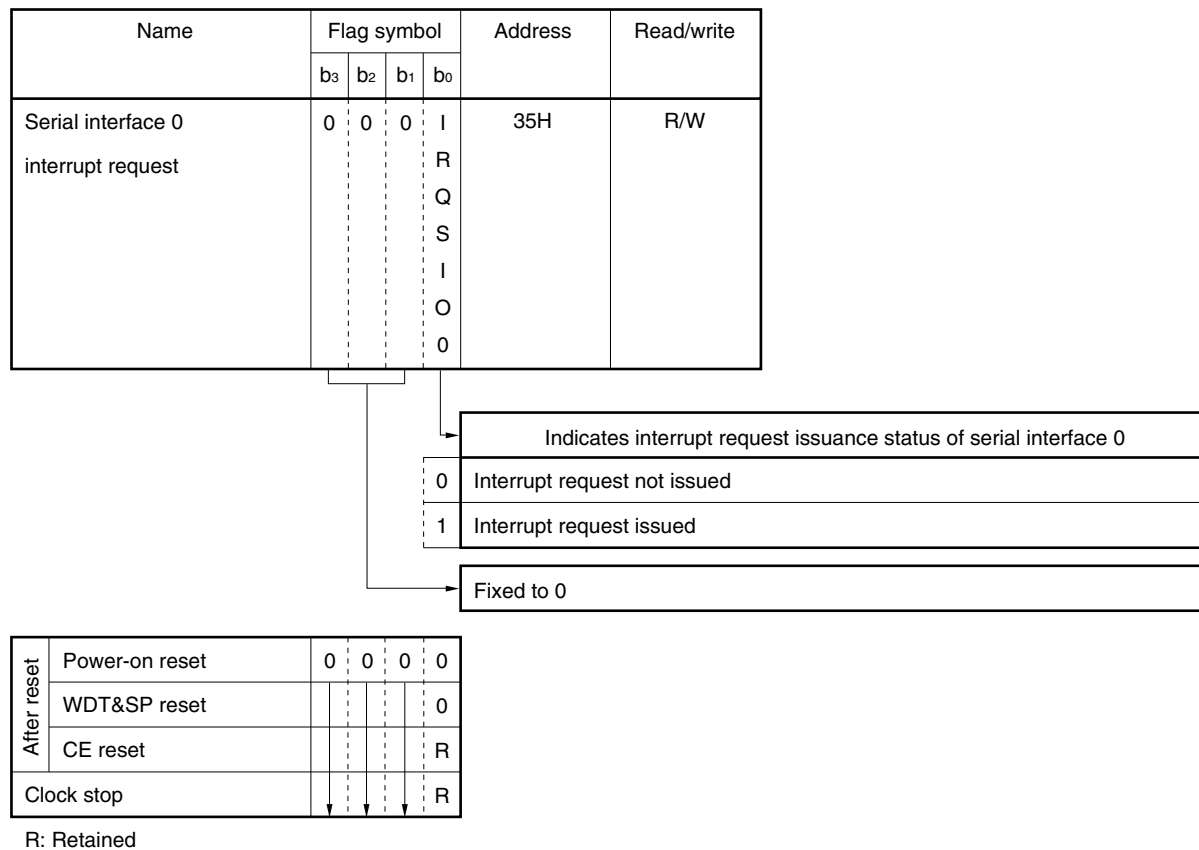 Name Flag symbol Address Read/write
b3 b2 b1 b0
Serial interface 0 0 0 0 I 35H R/W
interrupt request R
Q
S
I
O
0
Indicates interrupt request issuance status of serial interface 0
0 Interrupt request not issued
1 Interrupt request issued
Fixed to 0
After reset
Power-on reset 0 0 0 0
WDT&SP reset 0
CE reset R
Clock stop R
R: Retained